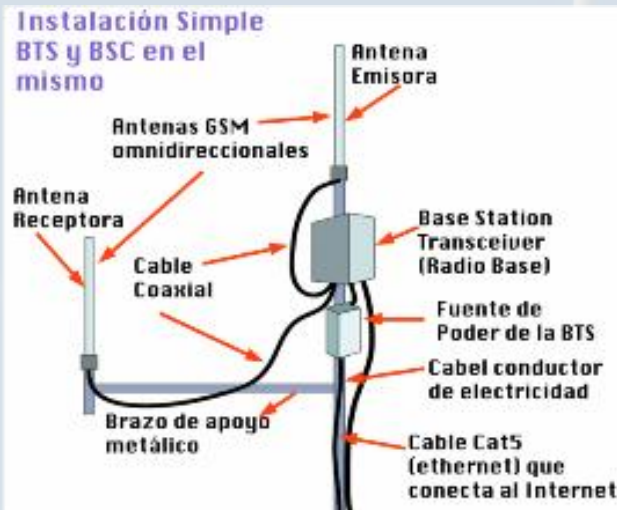 Instalación Simple
BTS y BSC en el
mismo
Antena
Emisora
Antenas GSM
omnidireccionales
Antena
Receptora
Base Station
Transceiver
(Radio Base)
Cable
Coaxial
Fuente de
Poder de la BTS
Cabel conductor
de electricidad
Brazo de apoyo
metálico
Cable Cat5
(ethernet) que
conecta al Internet